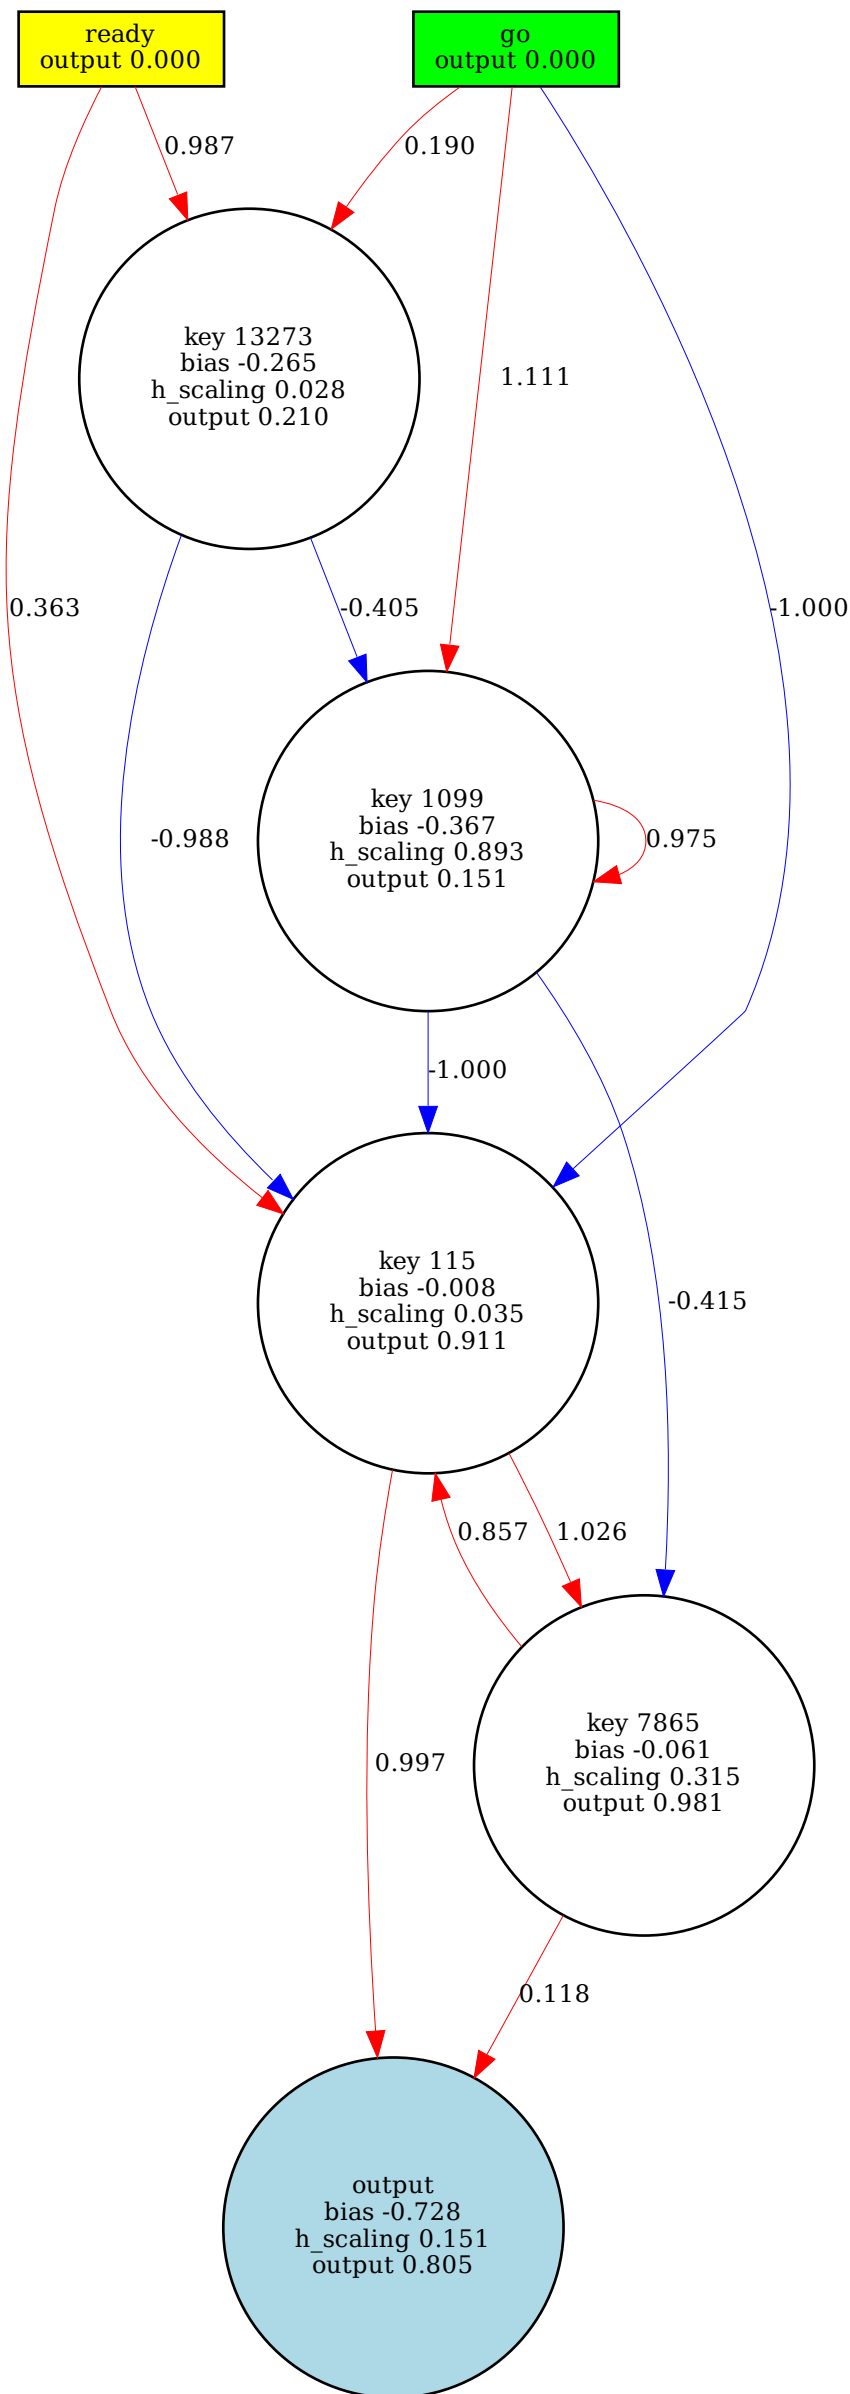 ready
output 0.000
go
output 0.000
0.987
0.190
key 13273
bias -0.265
h_scaling 0.028
output 0.210
1.111
0.363
-0.405
-1.000
key 1099
bias -0.367
h_scaling 0.893
output 0.151
-0.988
0.975
-1.000
key 115
bias -0.008
h_scaling 0.035
output 0.911
-0.415
0.857
1.026
key 7865
bias -0.061
h_scaling 0.315
output 0.981
0.997
0.118
output
bias -0.728
h_scaling 0.151
output 0.805